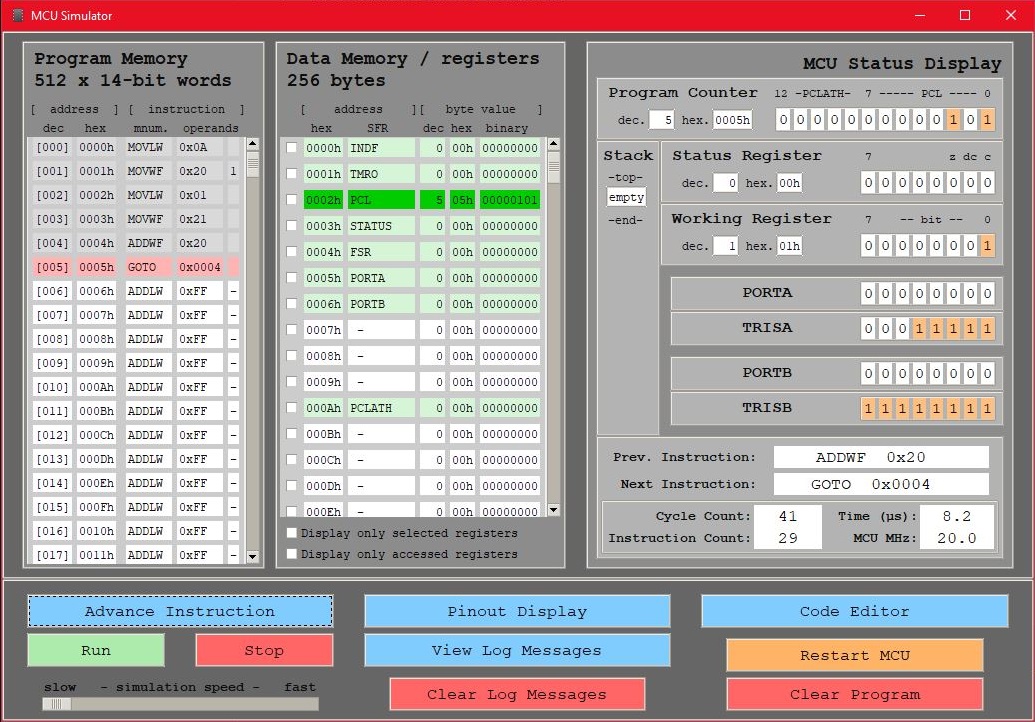 MCU Simulator
Program Memory
512 x 14-bit words
[ address ] [ instruction ]
dec hex mnum. operands
[000] 0000h MOVLW 0x0A
[001] 0001h MOVWF 0x20 1
[002] 0002h MOVLW 0x01
[003] 0003h MOVWF 0x21
[004] 0004h ADDWF 0x20
[005] 0005h GOTO 0x0004
[006] 0006h ADDLW 0xFF -
[007] 0007h ADDLW 0xFF -
[008] 0008h ADDLW 0xFF -
[009] 0009h ADDLW 0xFF -
[010] 000Ah ADDLW 0xFF -
[011] 000Bh ADDLW 0xFF -
[012] 000Ch ADDLW 0xFF -
[013] 000Dh ADDLW 0xFF -
[014] 000Eh ADDLW 0xFF -
[015] 000Fh ADDLW 0xFF -
[016] 0010h ADDLW 0xFF -
[017] 0011h ADDLW 0xFF -
Data Memory / registers
256 bytes
[ address ][ byte value ]
hex SFR dec hex binary
0000h INDF 0 00h 00000000
0001h TMRO 0 00h 00000000
0002h PCL 5 05h 00000101
0003h STATUS 0 00h 00000000
0004h FSR 0 00h 00000000
0005h PORTA 0 00h 00000000
0006h PORTB 0 00h 00000000
0007h - 0 00h 00000000
0008h - 0 00h 00000000
0009h - 0 00h 00000000
000Ah PCLATH 0 00h 00000000
000Bh - 0 00h 00000000
000Ch - 0 00h 00000000
000Dh - 0 00h 00000000
000Eh - 0 00h 00000000
Display only selected registers
Display only accessed registers
MCU Status Display
Program Counter 12 -PCLATH- 7 ----- PCL ---- 0
dec. 5 hex. 0005h 0 0 0 0 0 0 0 0 0 0 1 0 1
Stack
-top-
empty
-end-
Status Register 7 z dc c
dec. 0 hex. 00h 0 0 0 0 0 0 0 0
Working Register 7 -- bit -- 0
dec. 1 hex. 01h 0 0 0 0 0 0 0 1
PORTA 0 0 0 0 0 0 0 0
TRISA 0 0 0 1 1 1 1 1
PORTB 0 0 0 0 0 0 0 0
TRISB 1 1 1 1 1 1 1 1
Prev. Instruction: ADDWF 0x20
Next Instruction: GOTO 0x0004
Cycle Count: 41 Time (µs): 8.2
Instruction Count: 29 MCU MHz: 20.0
Advance Instruction
Run Stop
slow - simulation speed - fast
Pinout Display
View Log Messages
Clear Log Messages
Code Editor
Restart MCU
Clear Program